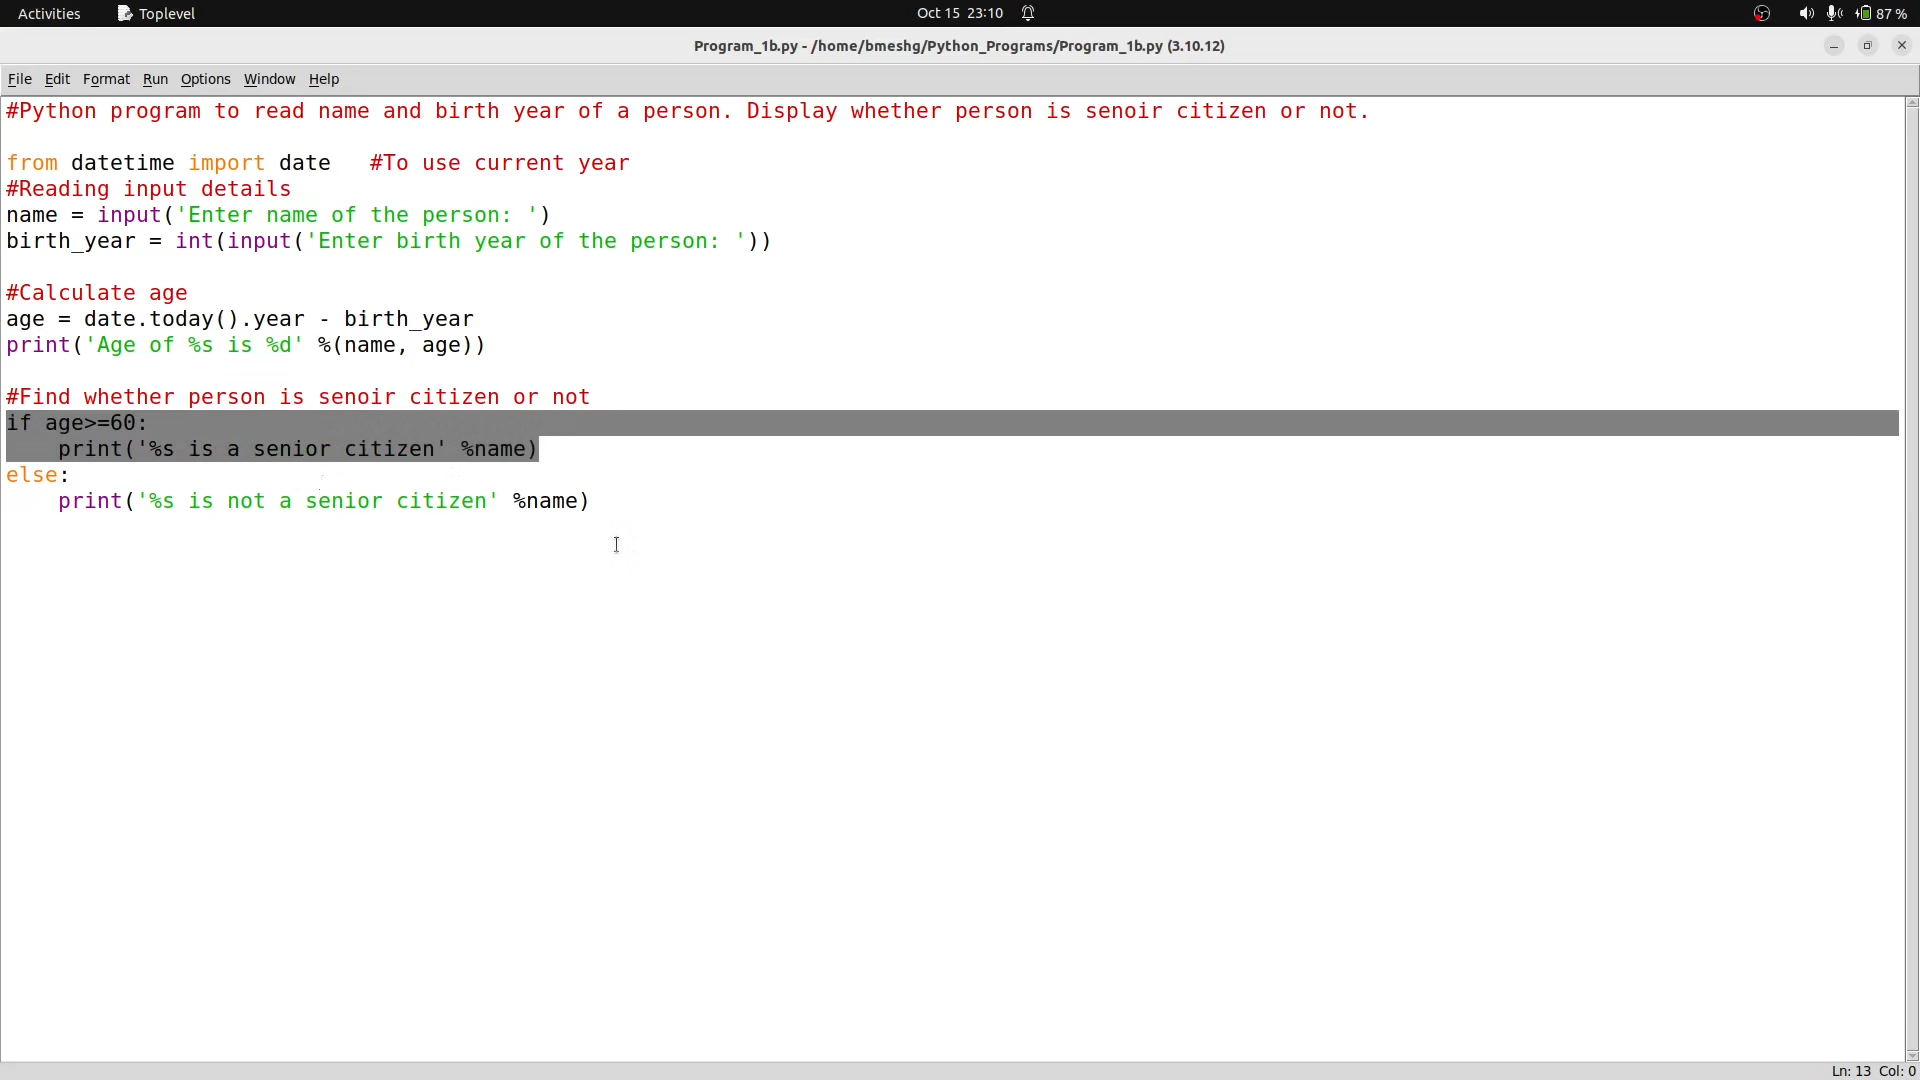 Activities Toplevel Oct 15 23:10 87 %
Program_1b.py - /home/bmeshg/Python_Programs/Program_1b.py (3.10.12)
File Edit Format Run Options Window Help
#Python program to read name and birth year of a person. Display whether person is senoir citizen or not.
from datetime import date   #To use current year
#Reading input details
name = input('Enter name of the person: ')
birth_year = int(input('Enter birth year of the person: '))
#Calculate age
age = date.today().year - birth_year
print('Age of %s is %d' %(name, age))
#Find whether person is senoir citizen or not
if age>=60:
    print('%s is a senior citizen' %name)
else:
    print('%s is not a senior citizen' %name)
Ln: 13 Col: 0